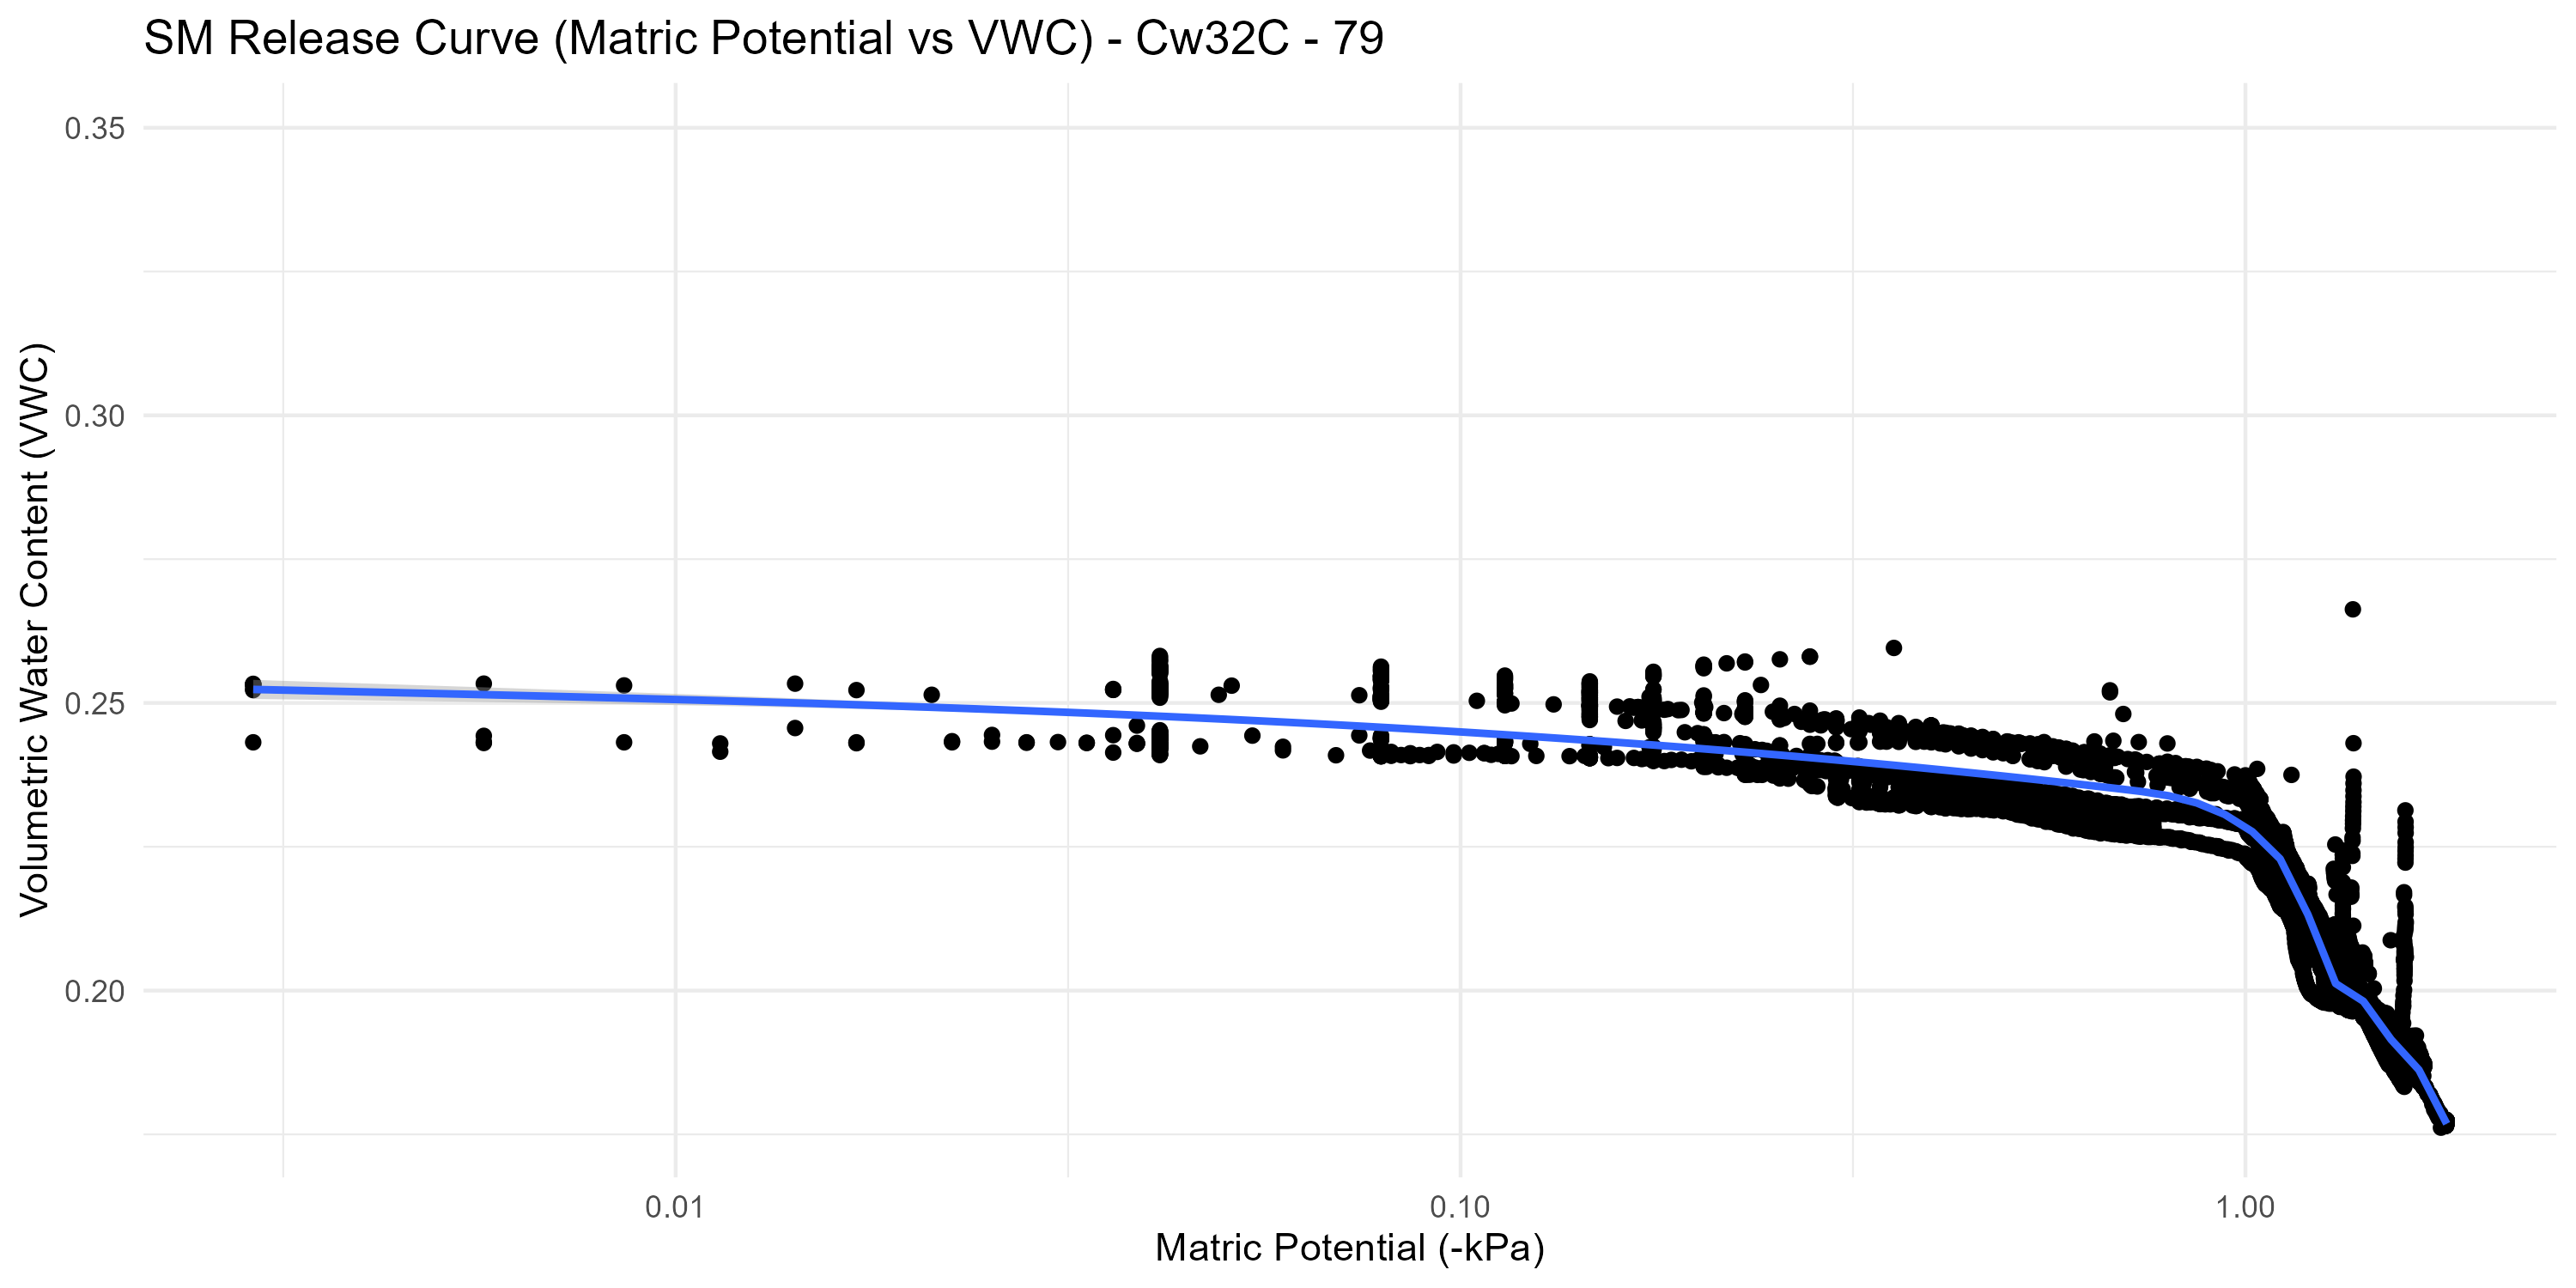 SM Release Curve (Matric Potential vs VWC) - Cw32C - 79
Volumetric Water Content (VWC)
0.35
0.30
0.25
0.20
0.01
0.10
1.00
Matric Potential (-kPa)